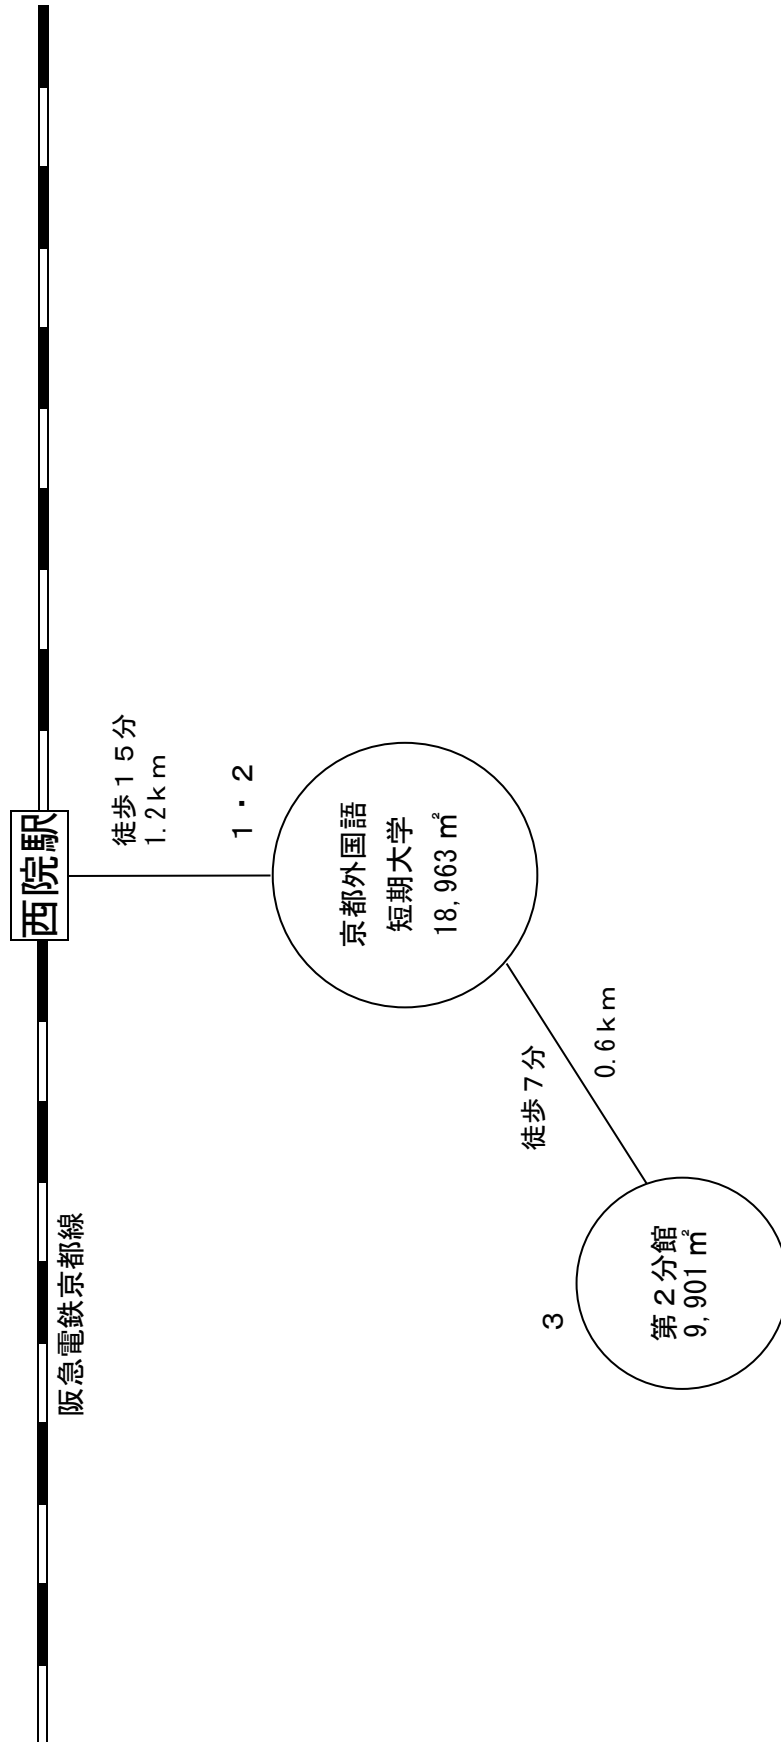 阪急電鉄京都線
西院駅
徒歩１５分
1.2ｋｍ
１・２
京都外国語
短期大学
18,963 ㎡
徒歩７分
0.6ｋｍ
３
第２分館
9,901 ㎡